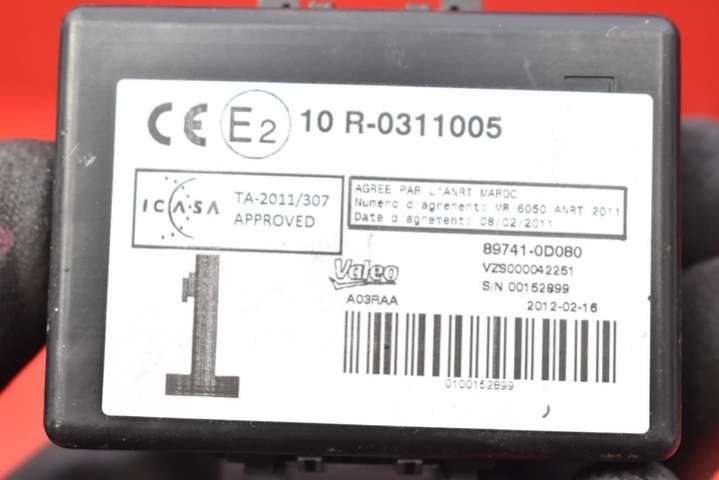 CE E2 10 R-0311005
ICASA TA-2011/307
APPROVED
AGREE PAR L'ANRT MAROC
Numero d'agrement: MR 6050 ANRT 2011
Date d'agrement: 08/02/2011
89741-0D080
Valeo VZS000042251
S/N 00152899
A03RAA 2012-02-16
0100152899